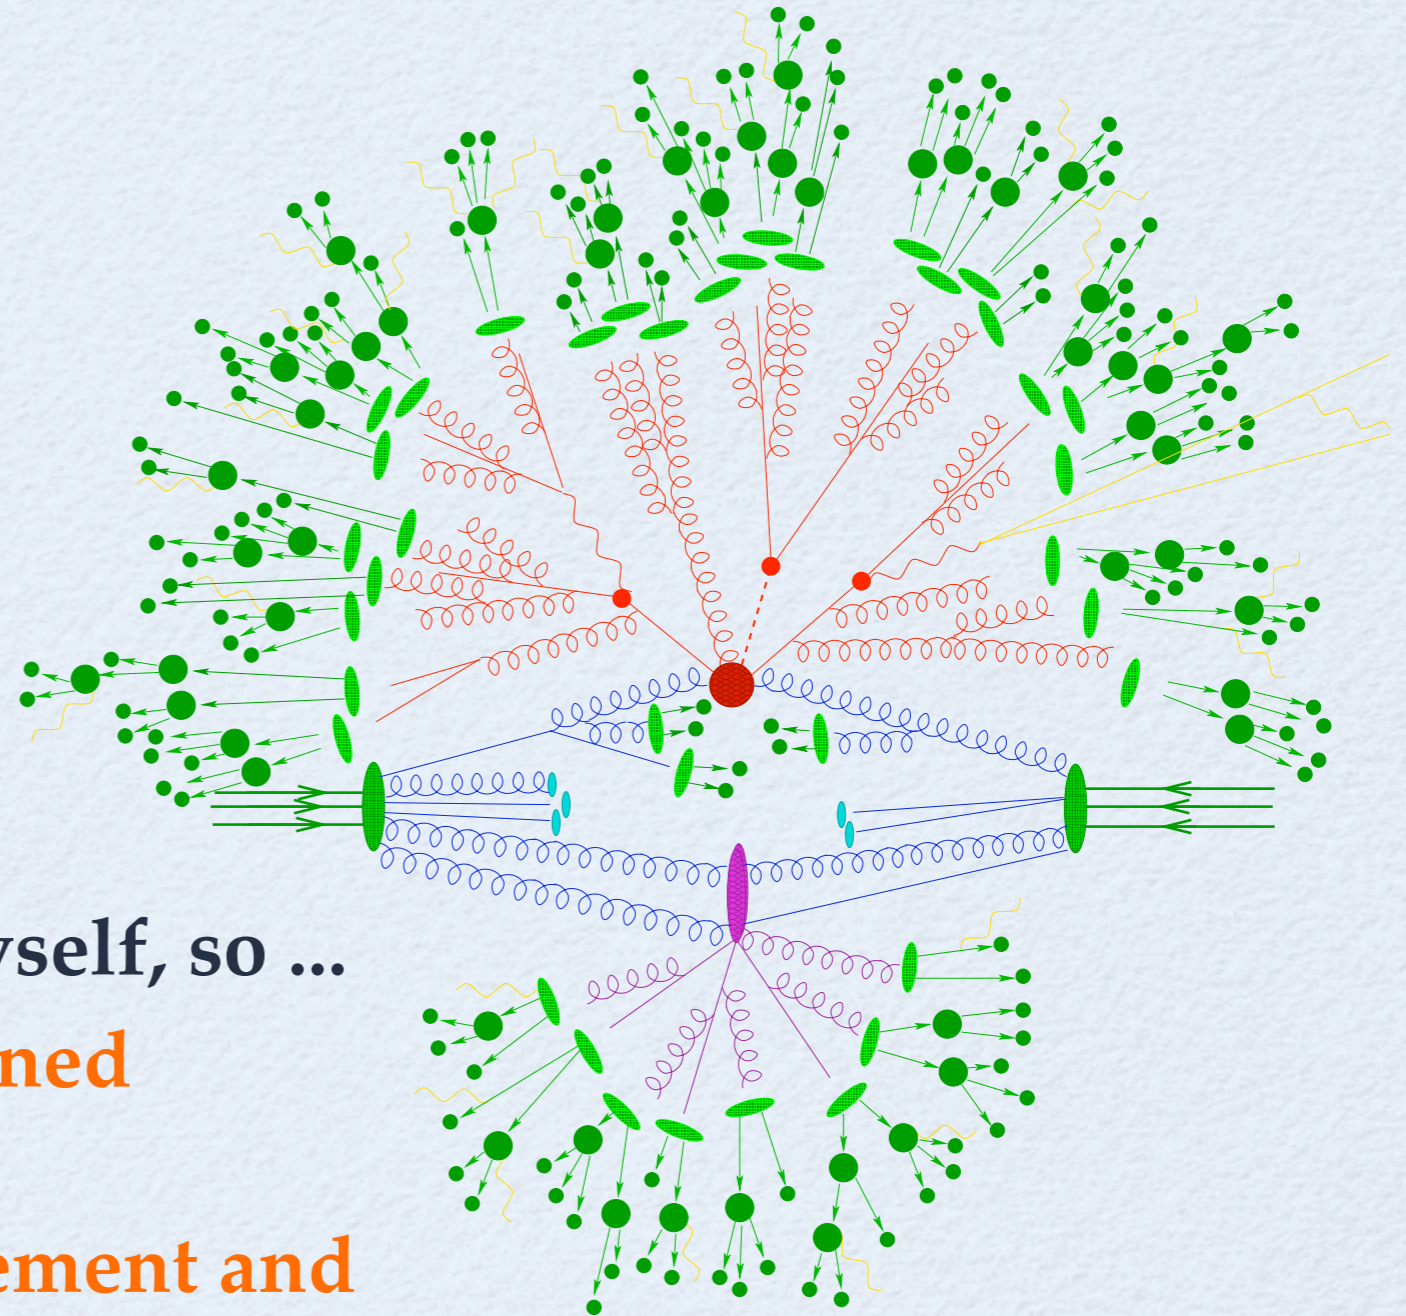 yself, so ...
ned
ement and